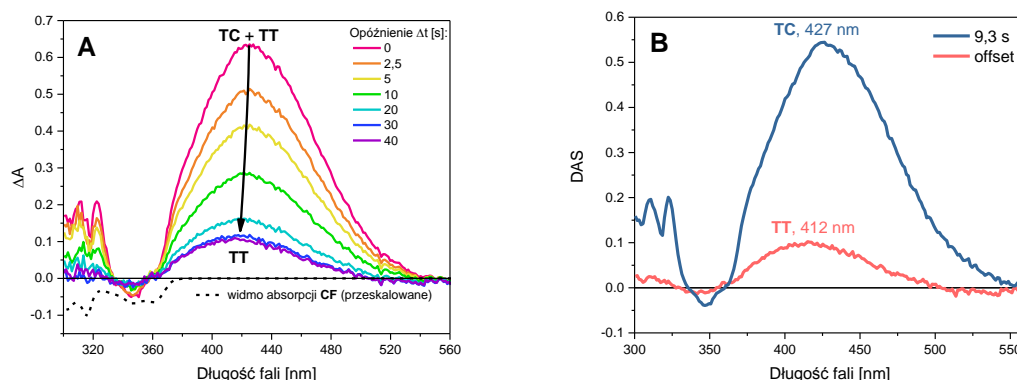 A
TC + TT
Opóźnienie Δt [s]:
0
2,5
5
10
20
30
40
TT
widmo absorpcji CF (przeskalowane)
ΔA
0.7
0.6
0.5
0.4
0.3
0.2
0.1
0.0
-0.1
320 360 400 440 480 520 560
Długość fali [nm]
B
TC, 427 nm
9,3 s
offset
TT, 412 nm
DAS
0.6
0.5
0.4
0.3
0.2
0.1
0.0
-0.1
300 350 400 450 500 550
Długość fali [nm]